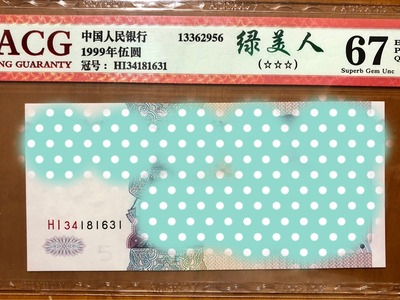 ACG
NG GUARANTY
中国人民银行 13362956
1999年伍圆
冠号：HI34181631
绿美人
(☆☆☆)
67
E
P
Q
Superb Gem Unc
HI34181631
5